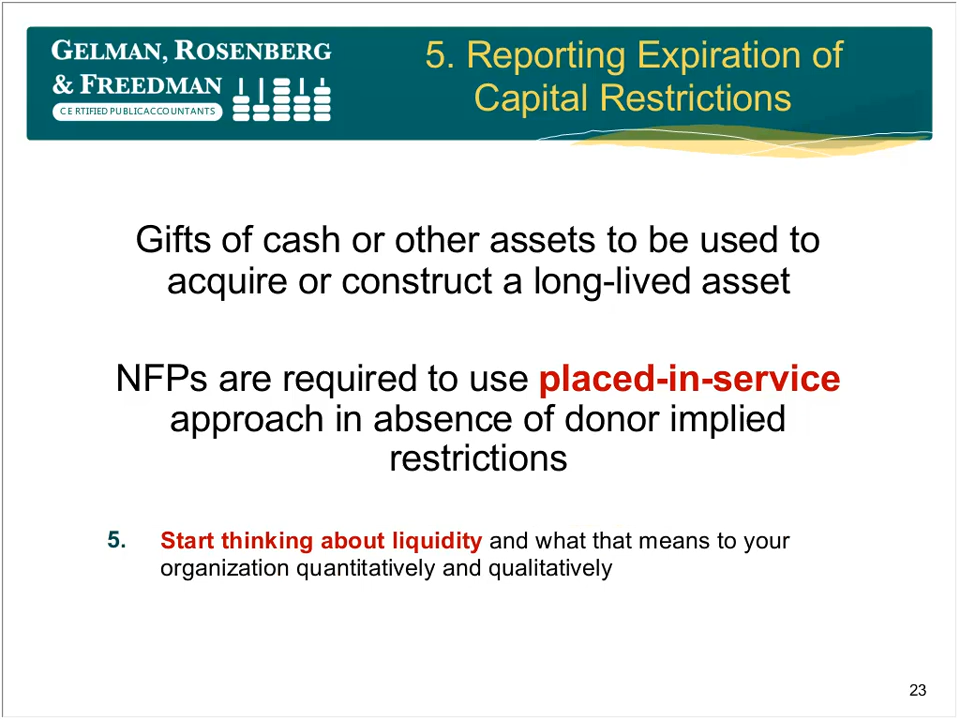 GELMAN, ROSENBERG
& FREEDMAN
CERTIFIED PUBLIC ACCOUNTANTS
5. Reporting Expiration of
Capital Restrictions
Gifts of cash or other assets to be used to
acquire or construct a long-lived asset
NFPs are required to use placed-in-service
approach in absence of donor implied
restrictions
5. Start thinking about liquidity and what that means to your
organization quantitatively and qualitatively
23